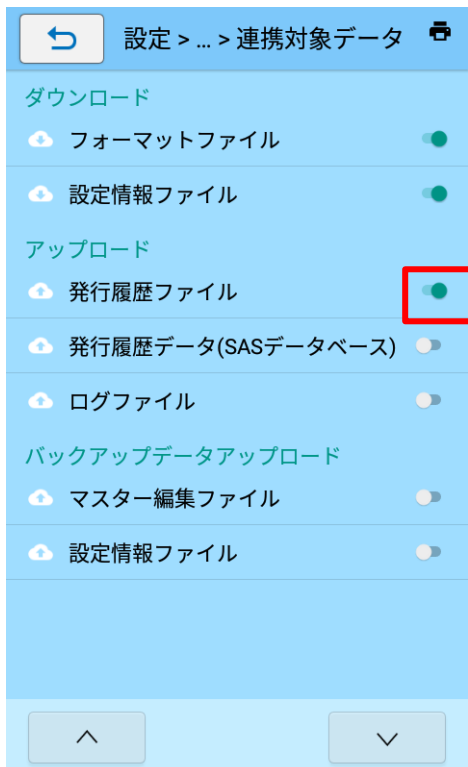 設定 > ... > 連携対象データ
ダウンロード
フォーマットファイル
設定情報ファイル
アップロード
発行履歴ファイル
発行履歴データ(SASデータベース)
ログファイル
バックアップデータアップロード
マスター編集ファイル
設定情報ファイル